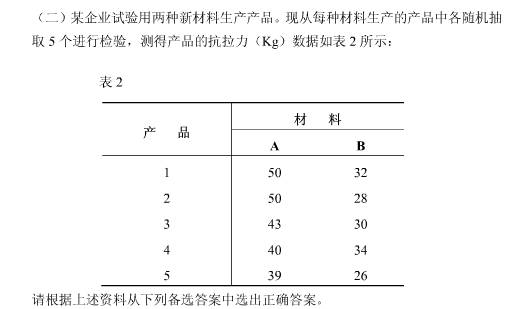 （二）某企业试验用两种新材料生产产品。现从每种材料生产的产品中各随机抽
取 5 个进行检验，测得产品的抗拉力（Kg）数据如表 2 所示：
表 2
产 品 材 料
A B
1 50 32
2 50 28
3 43 30
4 40 34
5 39 26
请根据上述资料从下列备选答案中选出正确答案。